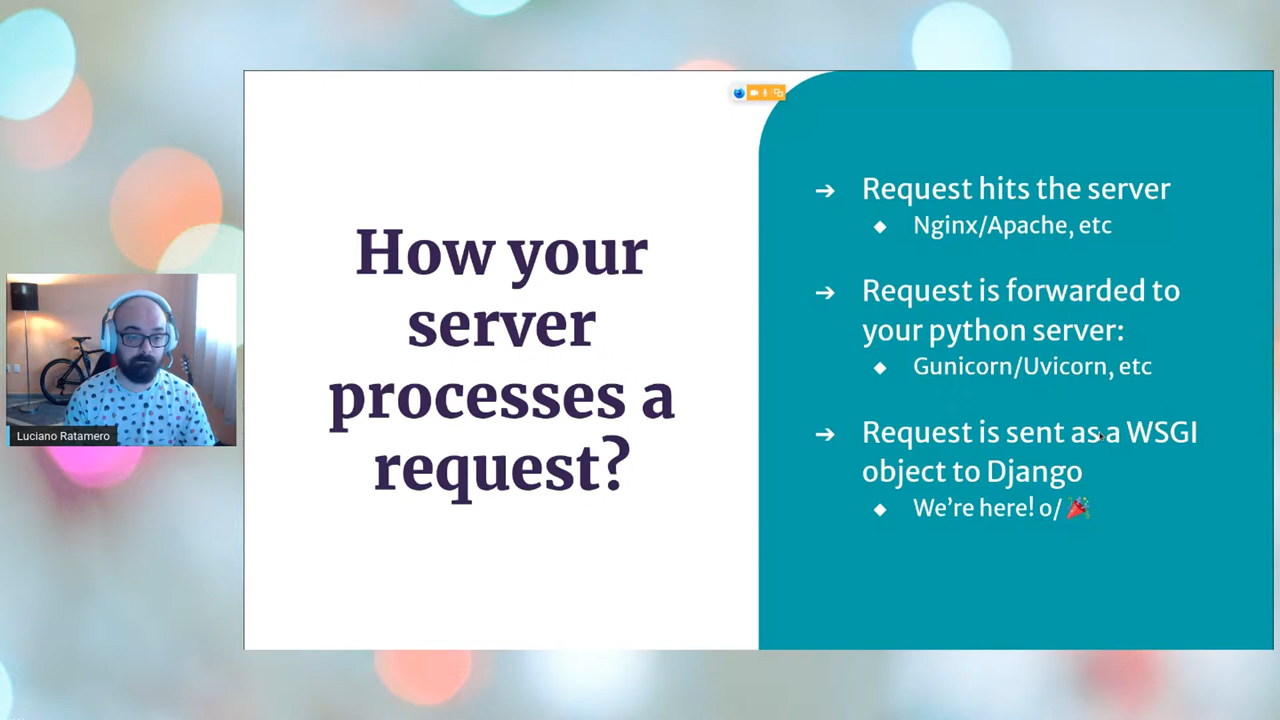 How your
server
processes a
request?
➔ Request hits the server
◆ Nginx/Apache, etc
➔ Request is forwarded to
your python server:
◆ Gunicorn/Uvicorn, etc
➔ Request is sent as a WSGI
object to Django
◆ We’re here! o/ 🎉
Luciano Ratamero